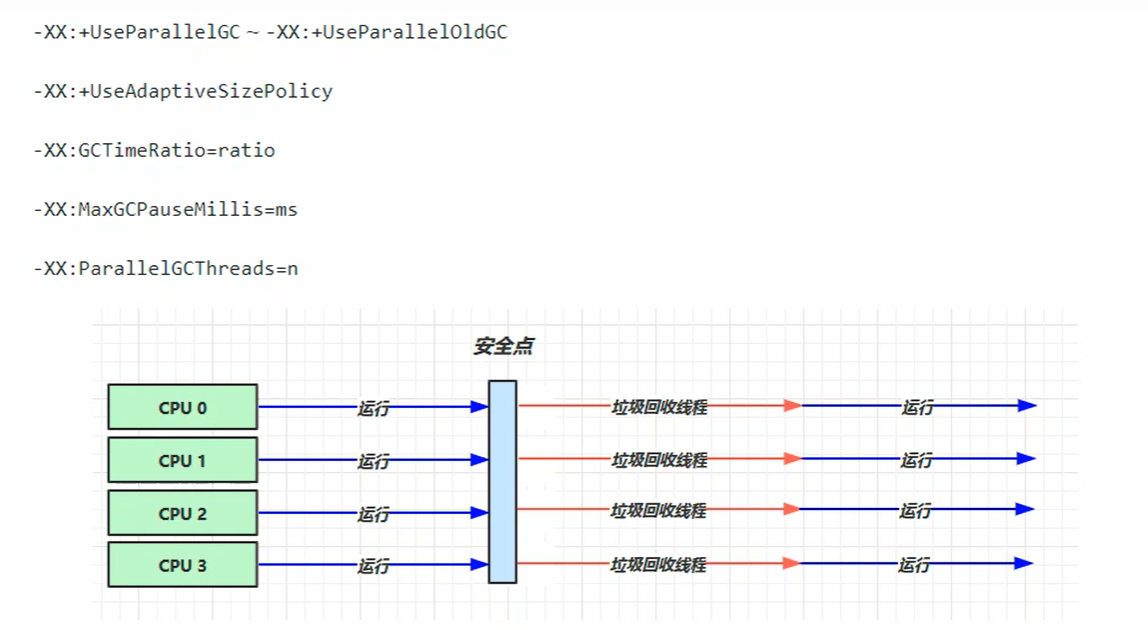 -XX:+UseParallelGC ~ -XX:+UseParallelOldGC
-XX:+UseAdaptiveSizePolicy
-XX:GCTimeRatio=ratio
-XX:MaxGCPauseMillis=ms
-XX:ParallelGCThreads=n
安全点
CPU 0 运行 垃圾回收线程 运行
CPU 1 运行 垃圾回收线程 运行
CPU 2 运行 垃圾回收线程 运行
CPU 3 运行 垃圾回收线程 运行